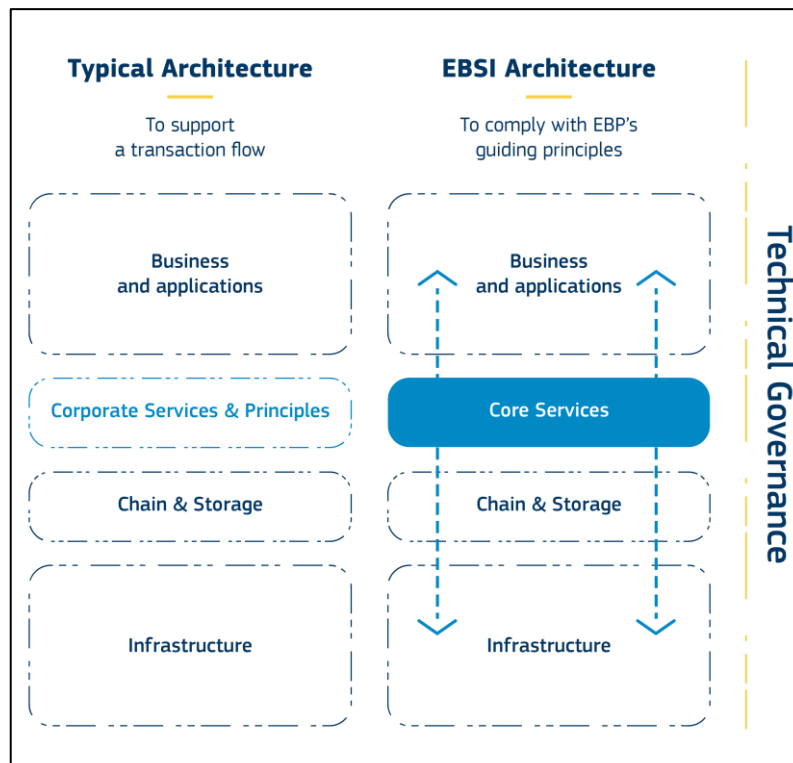 Typical Architecture
To support
a transaction flow
Business
and applications
Corporate Services & Principles
Chain & Storage
Infrastructure
EBSI Architecture
To comply with EBP's
guiding principles
Business
and applications
Core Services
Chain & Storage
Infrastructure
Technical Governance